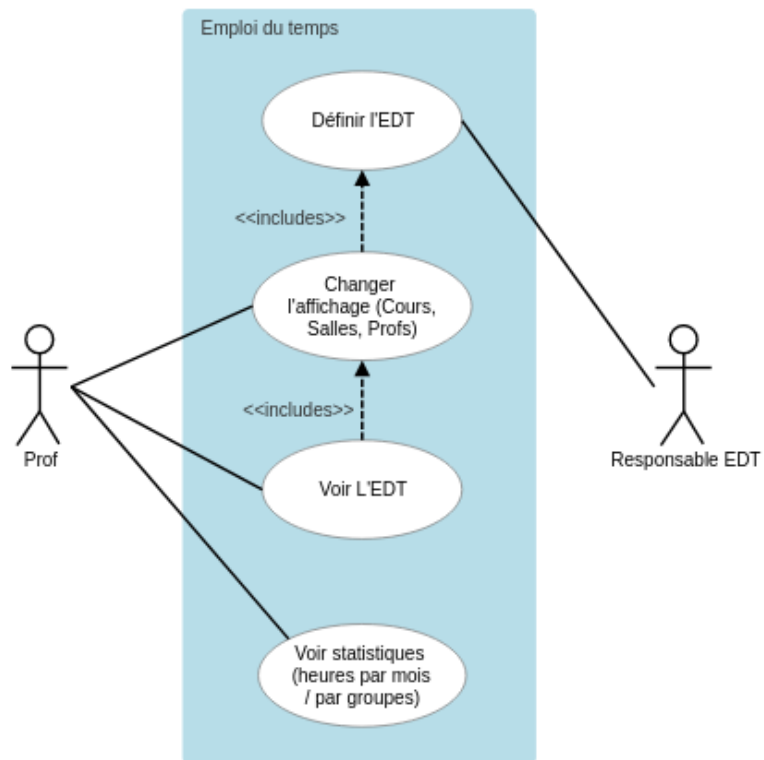 Emploi du temps
Définir l'EDT
<<includes>>
Changer
l'affichage (Cours,
Salles, Profs)
<<includes>>
Prof
Responsable EDT
Voir L'EDT
Voir statistiques
(heures par mois
/ par groupes)